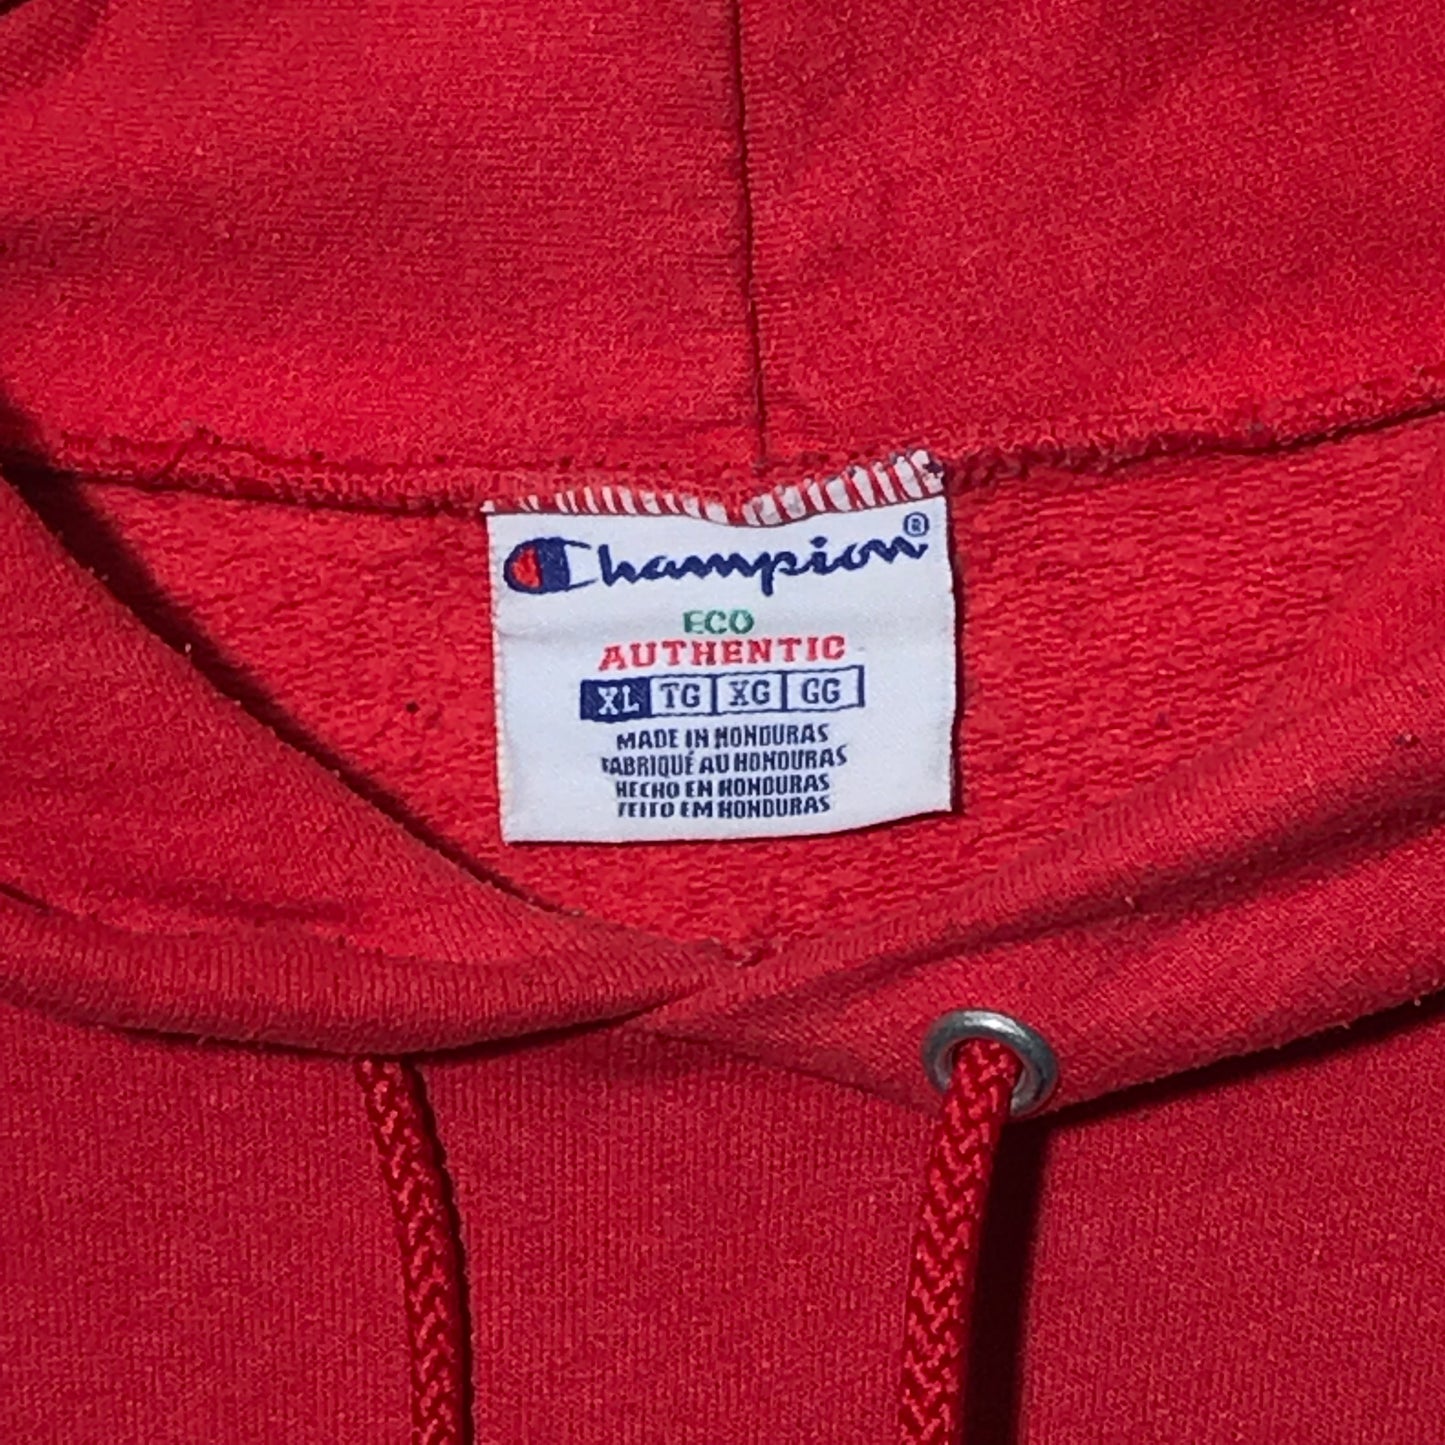 Champion®
ECO
AUTHENTIC
XL TG XG GG
MADE IN HONDURAS
FABRIQUÉ AU HONDURAS
HECHO EN HONDURAS
FEITO EM HONDURAS